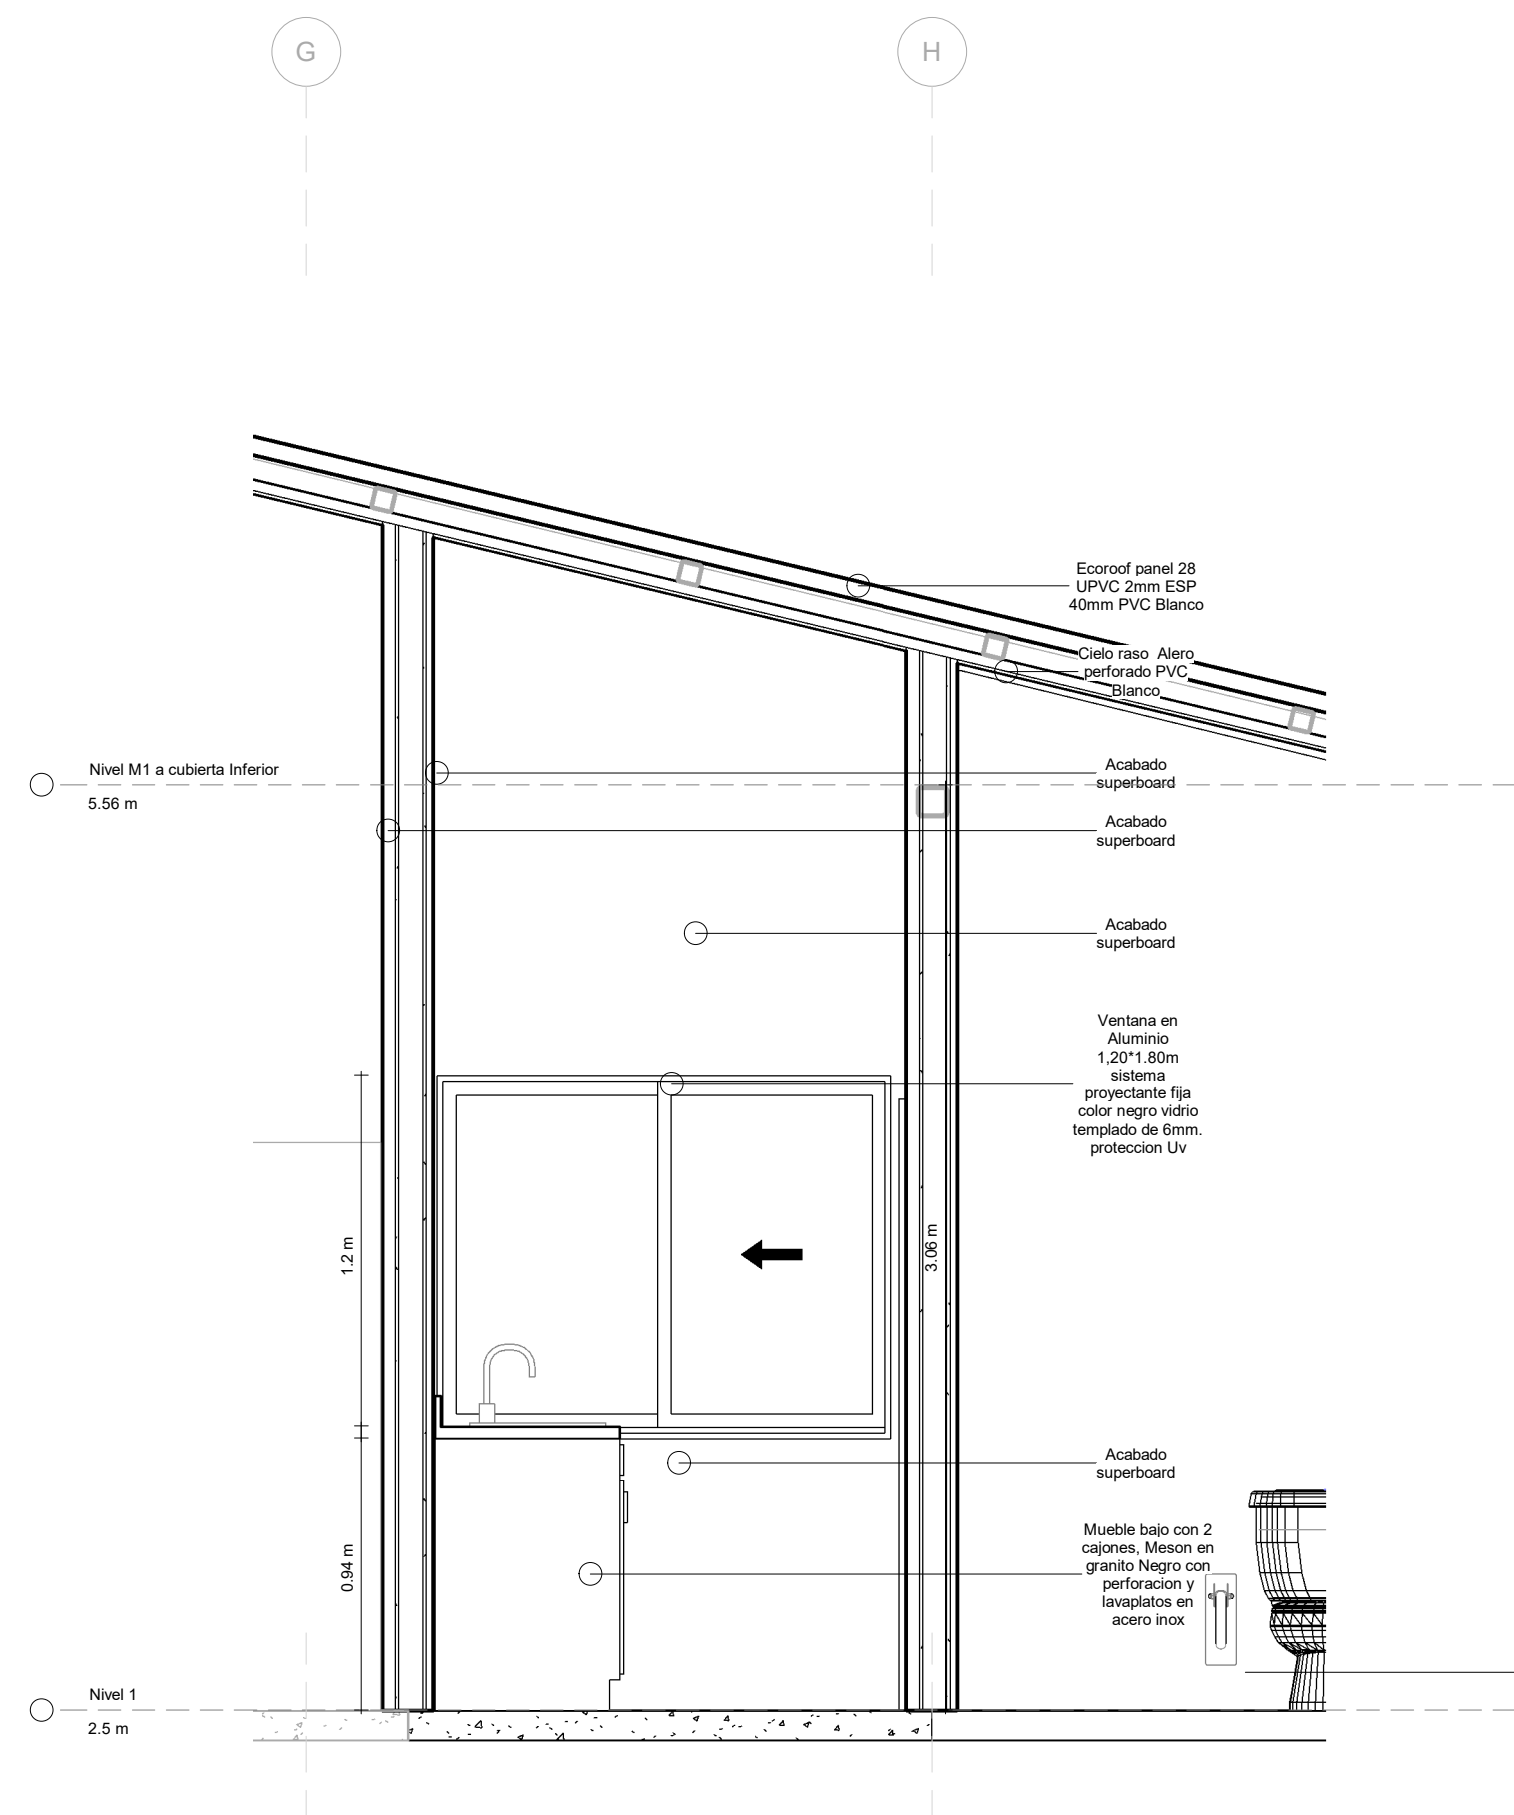 G
H
Ecoroof panel 28
UPVC 2mm ESP
40mm PVC Blanco
Cielo raso  Alero
perforado PVC
Blanco
Nivel M1 a cubierta Inferior
5.56 m
Acabado
superboard
Acabado
superboard
Acabado
superboard
Ventana en
Aluminio
1,20*1.80m
sistema
proyectante fija
color negro vidrio
templado de 6mm.
proteccion Uv
1.2 m
3.06 m
Acabado
superboard
0.94 m
Mueble bajo con 2
cajones, Meson en
granito Negro con
perforacion y
lavaplatos en
acero inox
Nivel 1
2.5 m